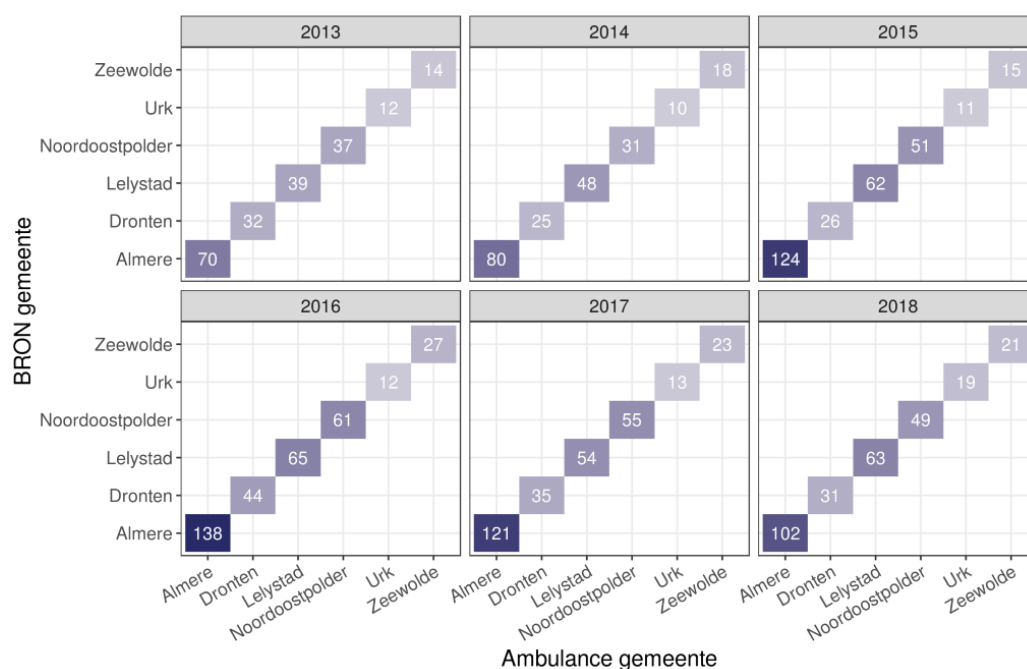 2013 2014 2015
Zeewolde 14 18 15
Urk 12 10 11
Noordoostpolder 37 31 51
Lelystad 39 48 62
Dronten 32 25 26
Almere 70 80 124
BRON gemeente
2016 2017 2018
Zeewolde 27 23 21
Urk 12 13 19
Noordoostpolder 61 55 49
Lelystad 65 54 63
Dronten 44 35 31
Almere 138 121 102
Almere Dronten Lelystad Noordoostpolder Urk Zeewolde Almere Dronten Lelystad Noordoostpolder Urk Zeewolde Almere Dronten Lelystad Noordoostpolder Urk Zeewolde
Ambulance gemeente